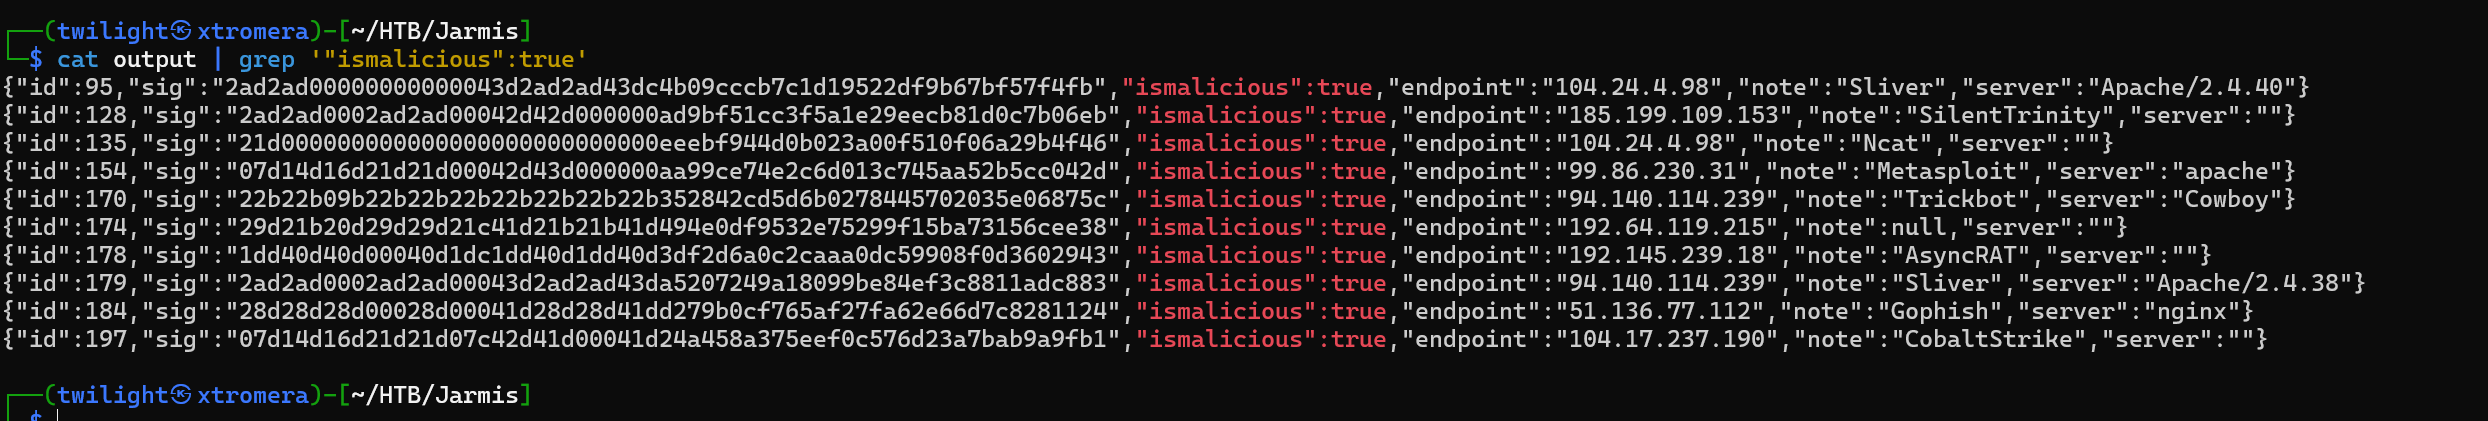 ┌──(twilight㉿xtromera)-[~/HTB/Jarmis]
└─$ cat output | grep '"ismalicious":true'
{"id":95,"sig":"2ad2ad00000000000043d2ad2ad43dc4b09cccb7c1d19522df9b67bf57f4fb","ismalicious":true,"endpoint":"104.24.4.98","note":"Sliver","server":"Apache/2.4.40"}
{"id":128,"sig":"2ad2ad0002ad2ad00042d42d000000ad9bf51cc3f5a1e29eecb81d0c7b06eb","ismalicious":true,"endpoint":"185.199.109.153","note":"SilentTrinity","server":""}
{"id":135,"sig":"21d000000000000000000000000000eeebf944d0b023a00f510f06a29b4f46","ismalicious":true,"endpoint":"104.24.4.98","note":"Ncat","server":""}
{"id":154,"sig":"07d14d16d21d21d00042d43d000000aa99ce74e2c6d013c745aa52b5cc042d","ismalicious":true,"endpoint":"99.86.230.31","note":"Metasploit","server":"apache"}
{"id":170,"sig":"22b22b09b22b22b22b22b22b22b22b352842cd5d6b0278445702035e06875c","ismalicious":true,"endpoint":"94.140.114.239","note":"Trickbot","server":"Cowboy"}
{"id":174,"sig":"29d21b20d29d29d21c41d21b21b41d494e0df9532e75299f15ba73156cee38","ismalicious":true,"endpoint":"192.64.119.215","note":null,"server":""}
{"id":178,"sig":"1dd40d40d00040d1dc1dd40d1dd40d3df2d6a0c2caaa0dc59908f0d3602943","ismalicious":true,"endpoint":"192.145.239.18","note":"AsyncRAT","server":""}
{"id":179,"sig":"2ad2ad0002ad2ad00043d2ad2ad43da5207249a18099be84ef3c8811adc883","ismalicious":true,"endpoint":"94.140.114.239","note":"Sliver","server":"Apache/2.4.38"}
{"id":184,"sig":"28d28d28d00028d00041d28d28d41dd279b0cf765af27fa62e66d7c8281124","ismalicious":true,"endpoint":"51.136.77.112","note":"Gophish","server":"nginx"}
{"id":197,"sig":"07d14d16d21d21d07c42d41d00041d24a458a375eef0c576d23a7bab9a9fb1","ismalicious":true,"endpoint":"104.17.237.190","note":"CobaltStrike","server":""}
┌──(twilight㉿xtromera)-[~/HTB/Jarmis]
└─$